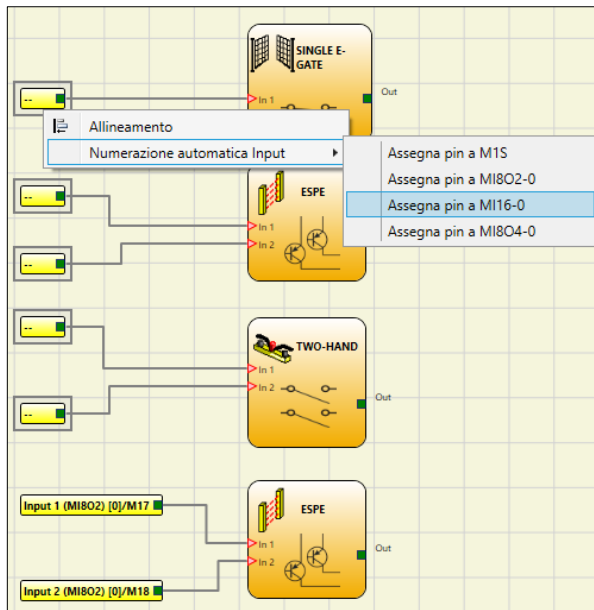 SINGLE E-
GATE
--
In 1
Out
Allineamento
Numerazione automatica Input
Assegna pin a M1S
Assegna pin a MI8O2-0
Assegna pin a MI16-0
Assegna pin a MI8O4-0
--
ESPE
In 1
In 2
--
--
TWO-HAND
In 1
In 2
Out
--
Input 1 (MI8O2) [0]/M17
ESPE
In 1
In 2
Out
Input 2 (MI8O2) [0]/M18